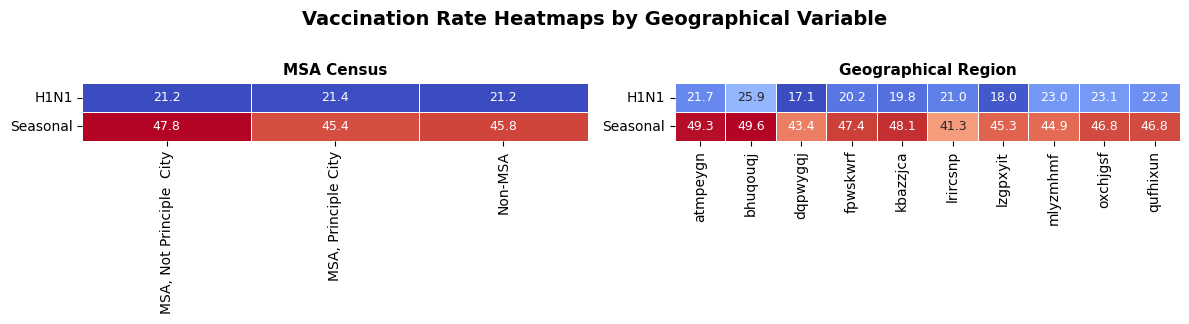 Vaccination Rate Heatmaps by Geographical Variable
MSA Census
H1N1 21.2 21.4 21.2
Seasonal 47.8 45.4 45.8
MSA, Not Principle  City
MSA, Principle City
Non-MSA
Geographical Region
H1N1 21.7 25.9 17.1 20.2 19.8 21.0 18.0 23.0 23.1 22.2
Seasonal 49.3 49.6 43.4 47.4 48.1 41.3 45.3 44.9 46.8 46.8
atmpeygn
bhuqouqj
dqpwygqj
fpwskwrf
kbazzjca
lrircsnp
lzgpxyit
mlyzmhmf
oxchjgsf
qufhixun